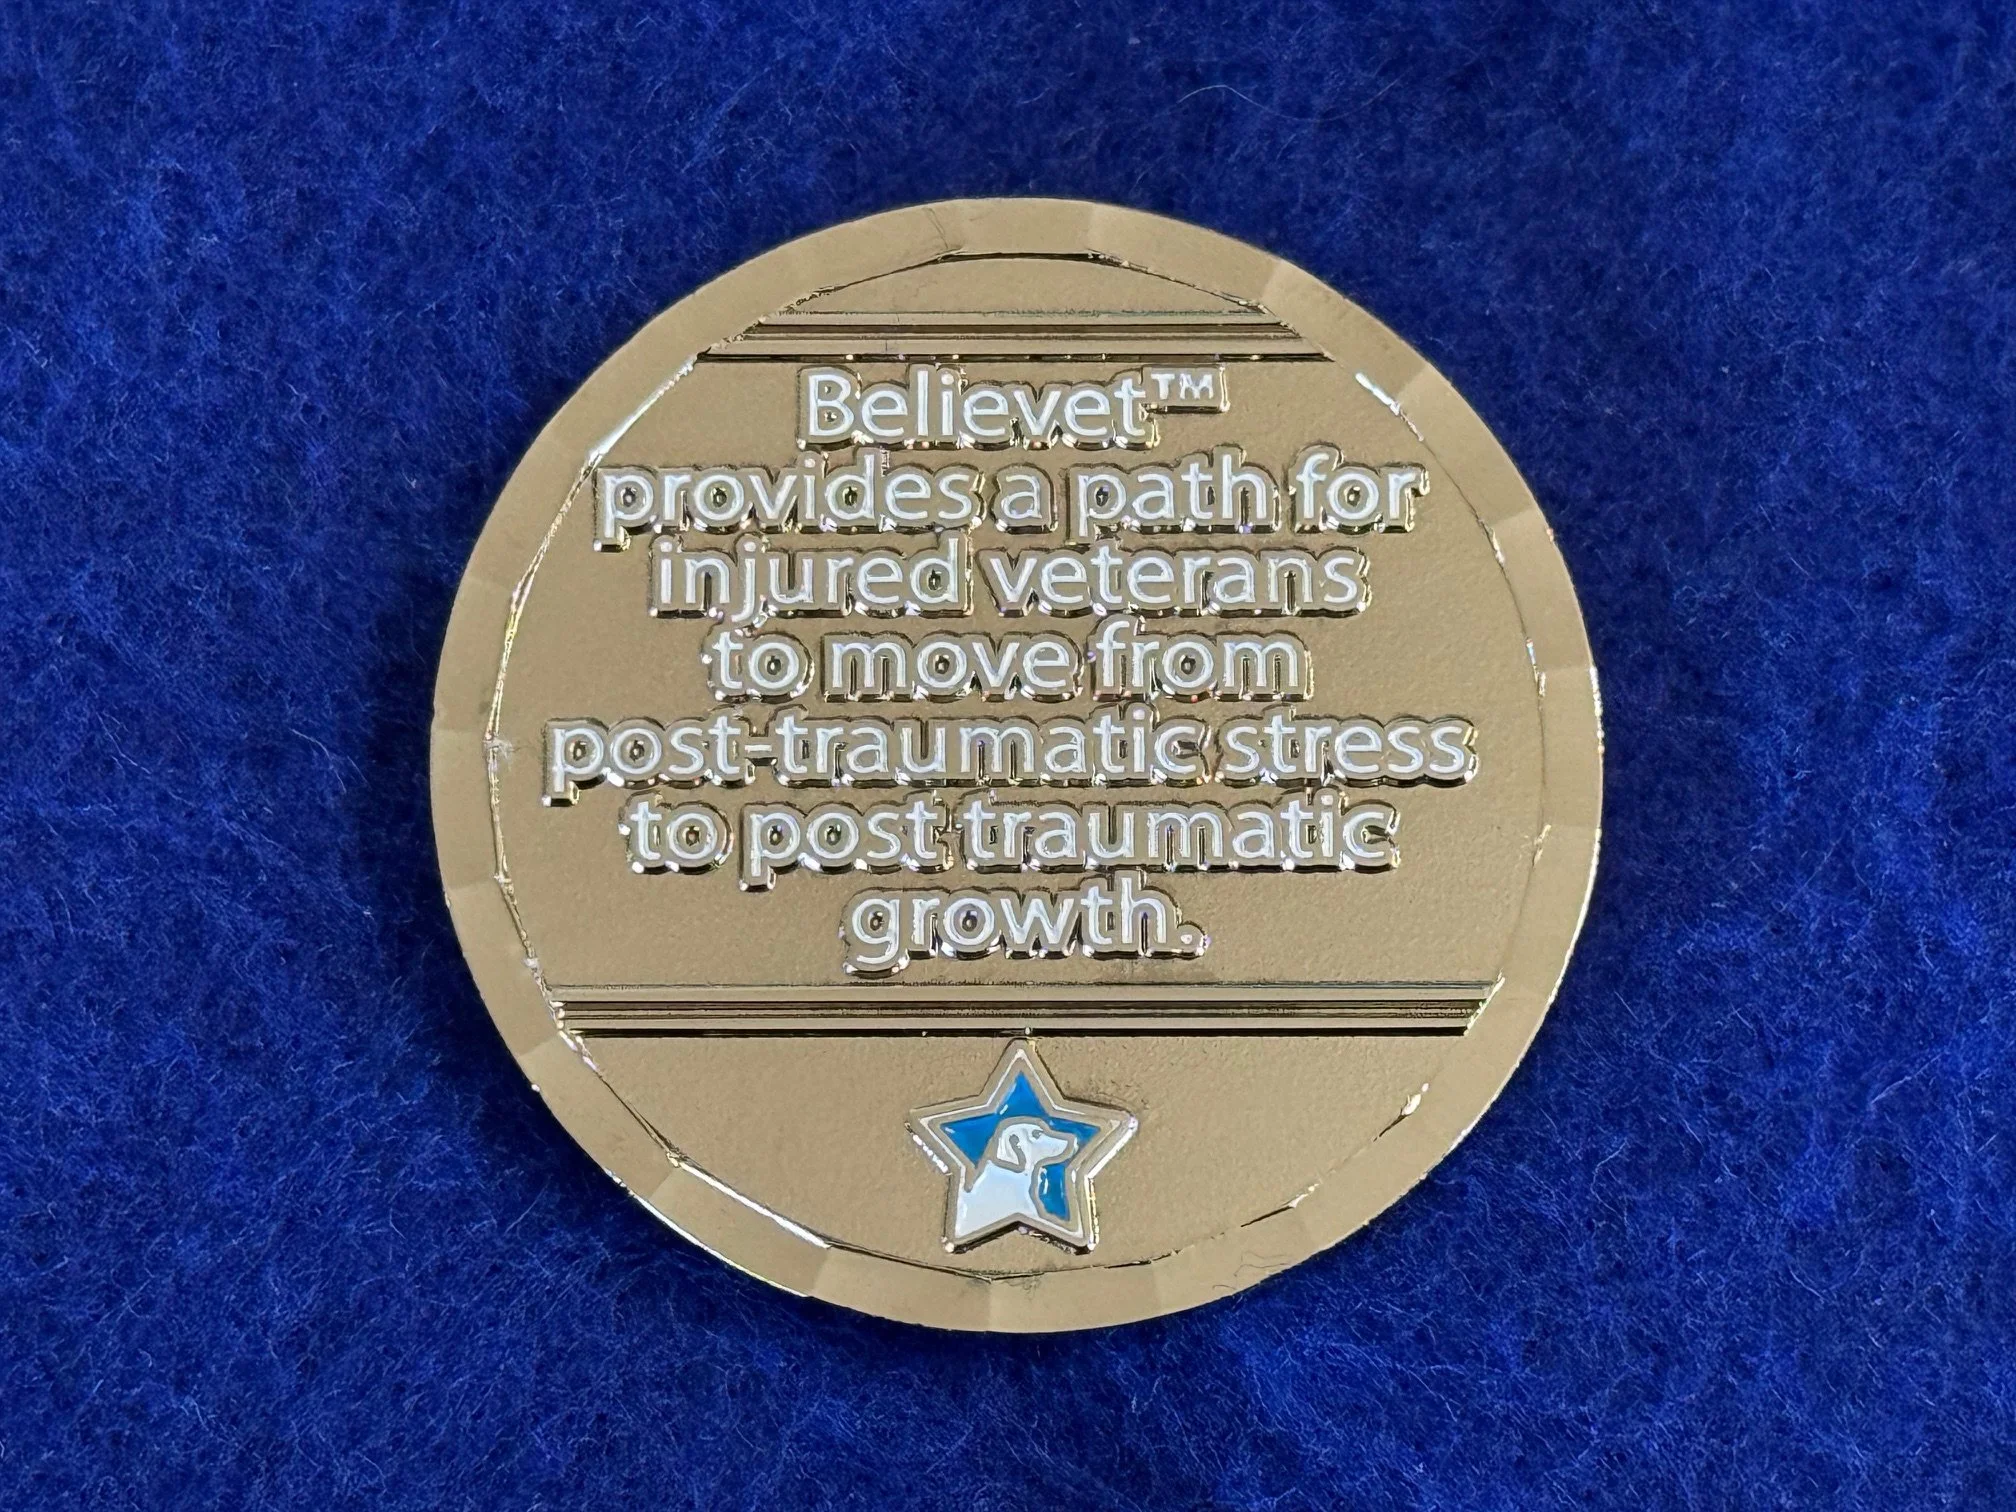 Believet™
provides a path for
injured veterans
to move from
post-traumatic stress
to post traumatic
growth.